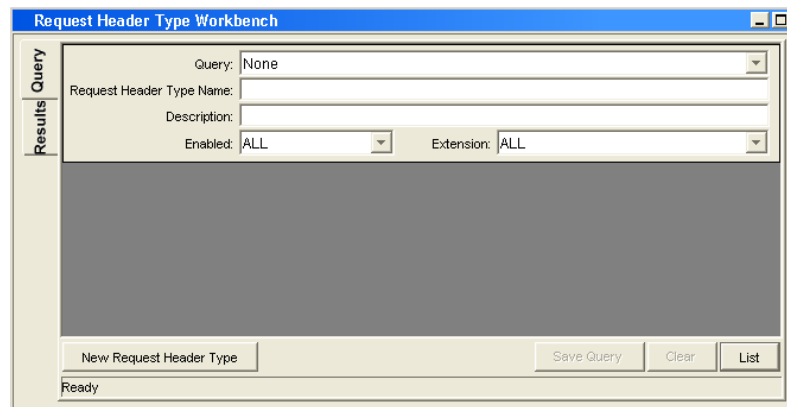 Request Header Type Workbench
Query
Results
Query: None
Request Header Type Name:
Description:
Enabled: ALL Extension: ALL
New Request Header Type Save Query Clear List
Ready